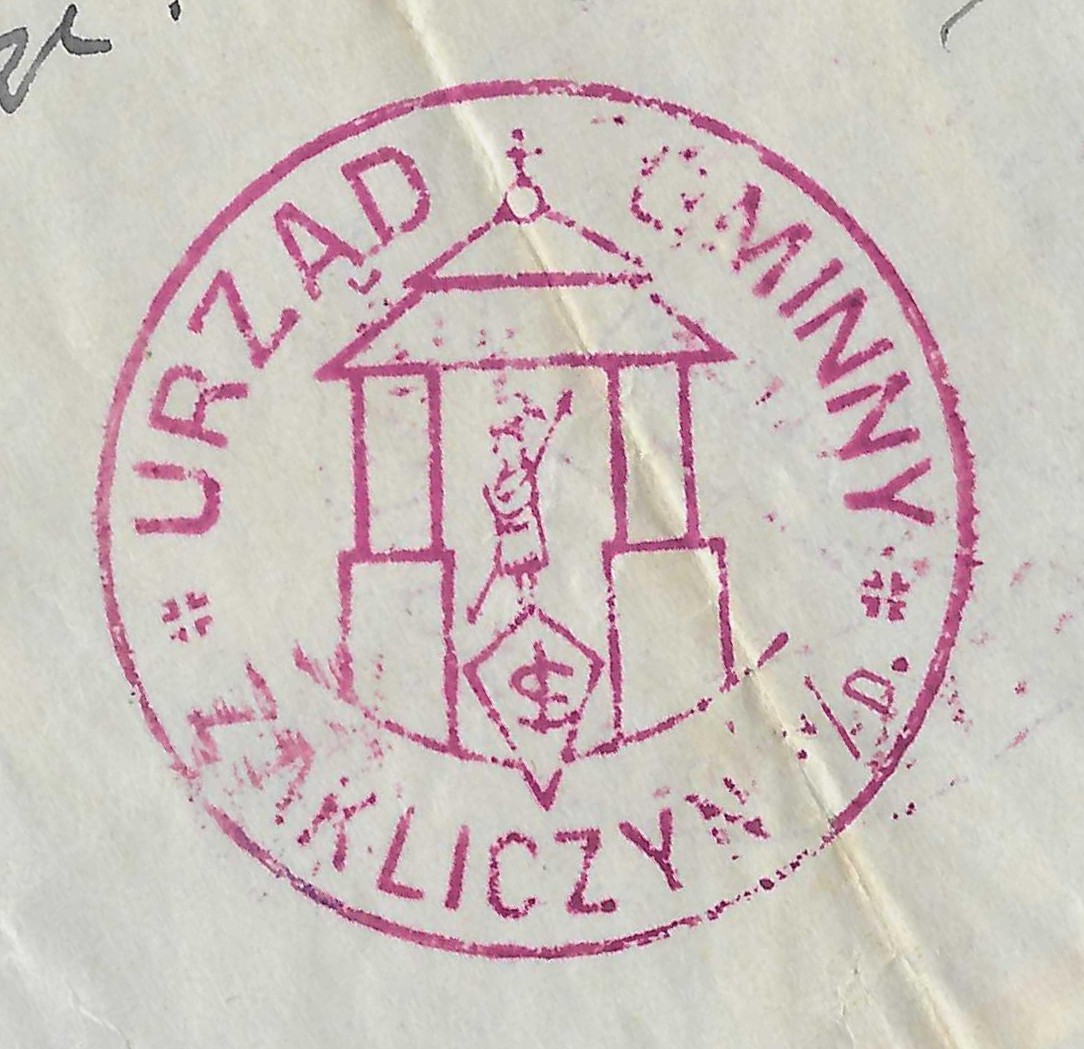 URZĄD GMINNY
ZAKLICZYN n/D.